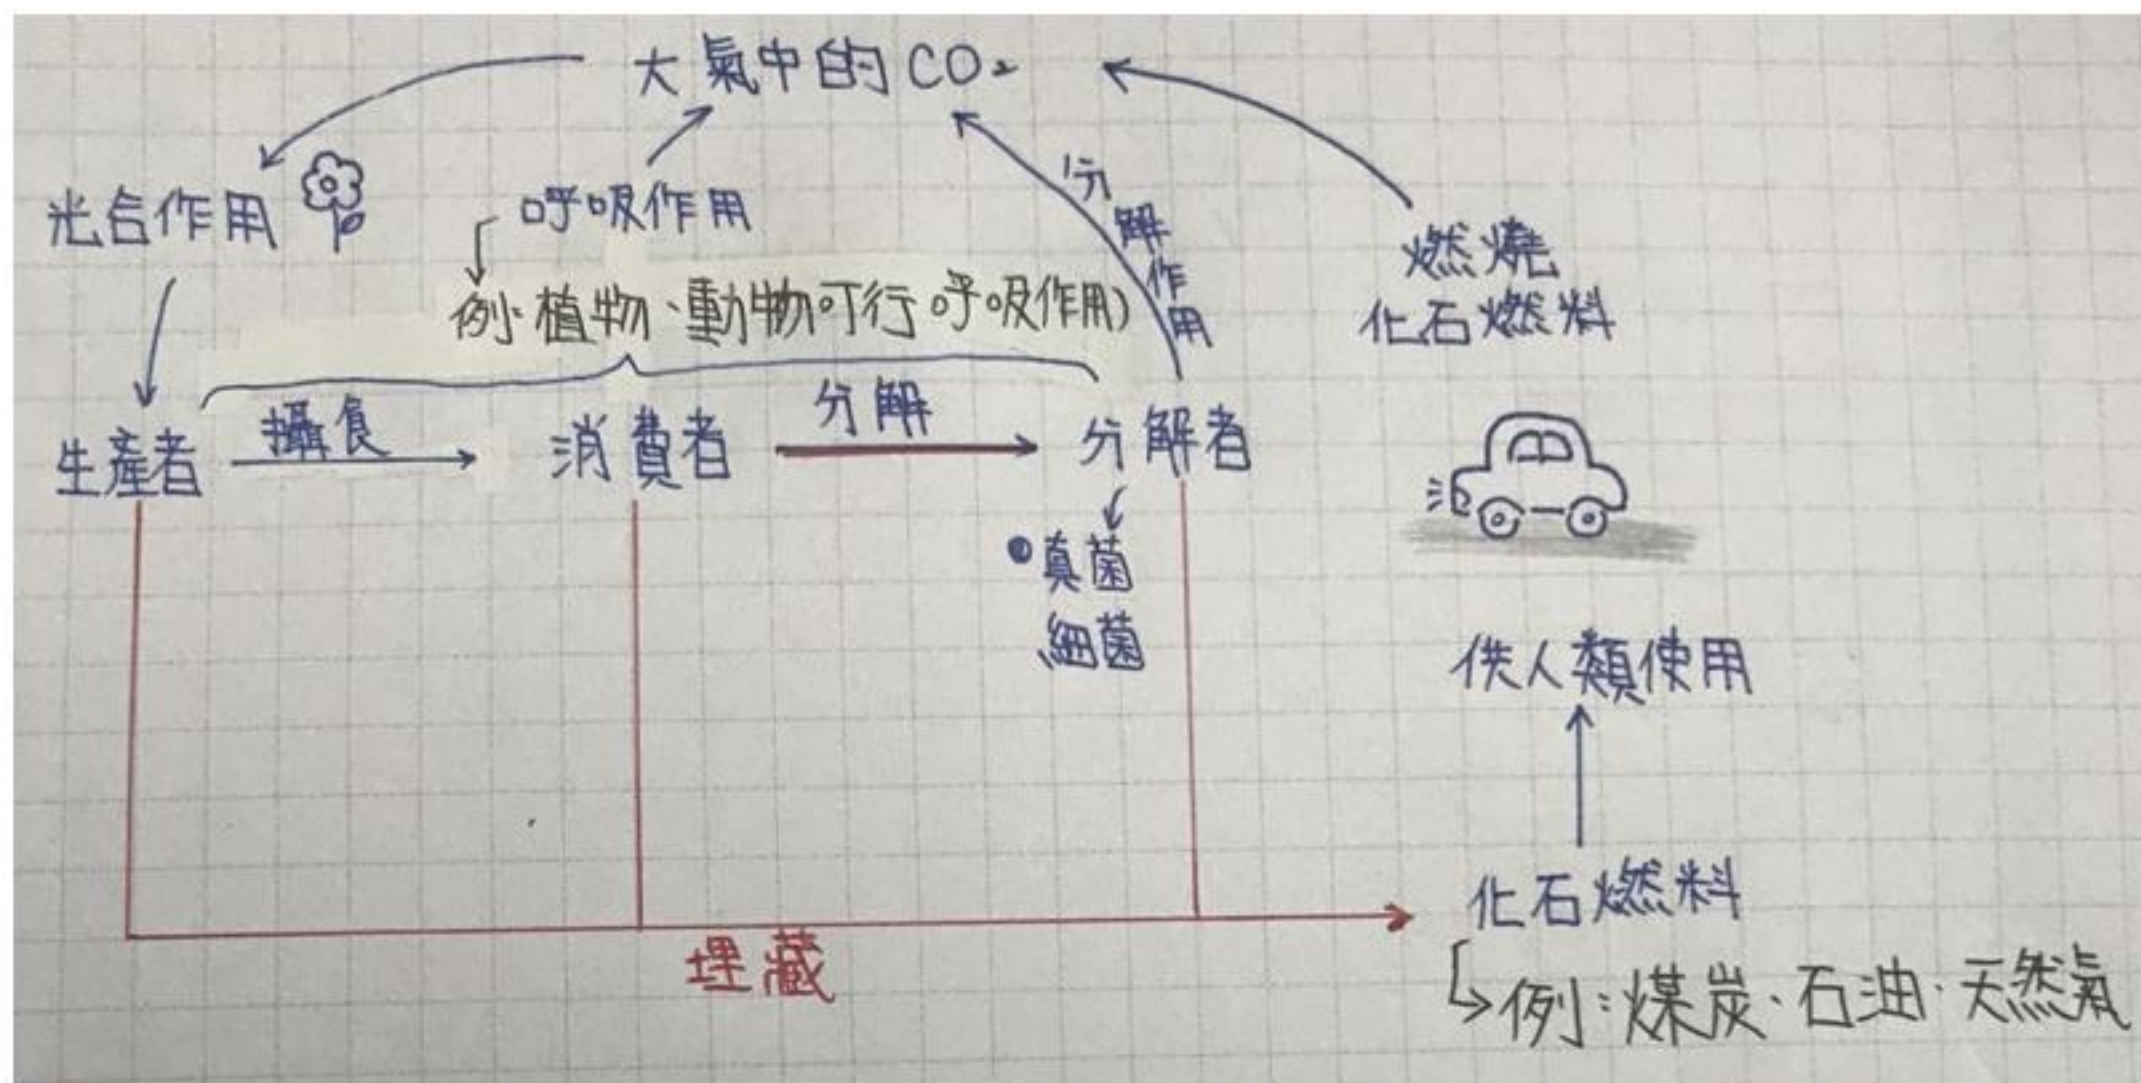 大氣中的CO₂
光合作用
呼吸作用
分解作用
燃燒
化石燃料
例:植物、動物可行呼吸作用)
生產者
攝食
消費者
分解
分解者
真菌
細菌
供人類使用
化石燃料
埋藏
例:煤炭、石油、天然氣